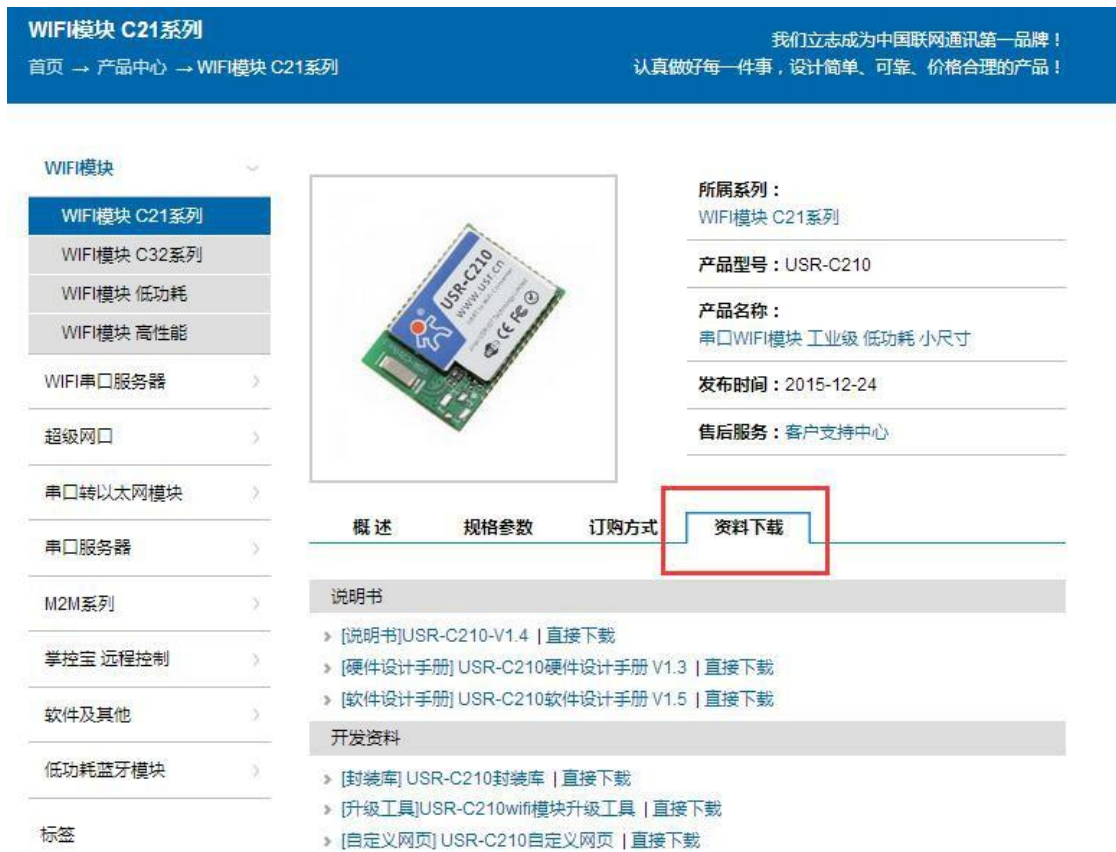 WIFI模块 C21系列
首页 → 产品中心 → WIFI模块 C21系列
我们立志成为中国联网通讯第一品牌！
认真做好每一件事，设计简单、可靠、价格合理的产品！
WIFI模块
WIFI模块 C21系列
WIFI模块 C32系列
WIFI模块 低功耗
WIFI模块 高性能
WIFI串口服务器
超级网口
串口转以太网模块
串口服务器
M2M系列
掌控宝 远程控制
软件及其他
低功耗蓝牙模块
标签
USR-C210
www.usr.cn
CE FC
所属系列：
WIFI模块 C21系列
产品型号：USR-C210
产品名称：
串口WIFI模块 工业级 低功耗 小尺寸
发布时间：2015-12-24
售后服务：客户支持中心
概 述 规格参数 订购方式 资料下载
说明书
[说明书]USR-C210-V1.4 | 直接下载
[硬件设计手册] USR-C210硬件设计手册 V1.3 | 直接下载
[软件设计手册] USR-C210软件设计手册 V1.5 | 直接下载
开发资料
[封装库] USR-C210封装库 | 直接下载
[升级工具]USR-C210wifi模块升级工具 | 直接下载
[自定义网页] USR-C210自定义网页 | 直接下载